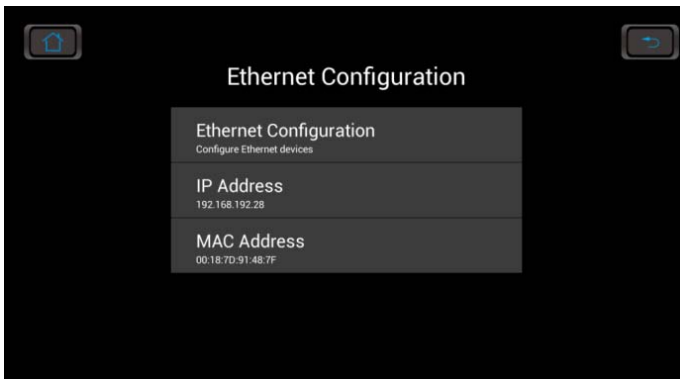 Ethernet Configuration
Ethernet Configuration
Configure Ethernet devices
IP Address
192.168.192.28
MAC Address
00:18:7D:91:48:7F